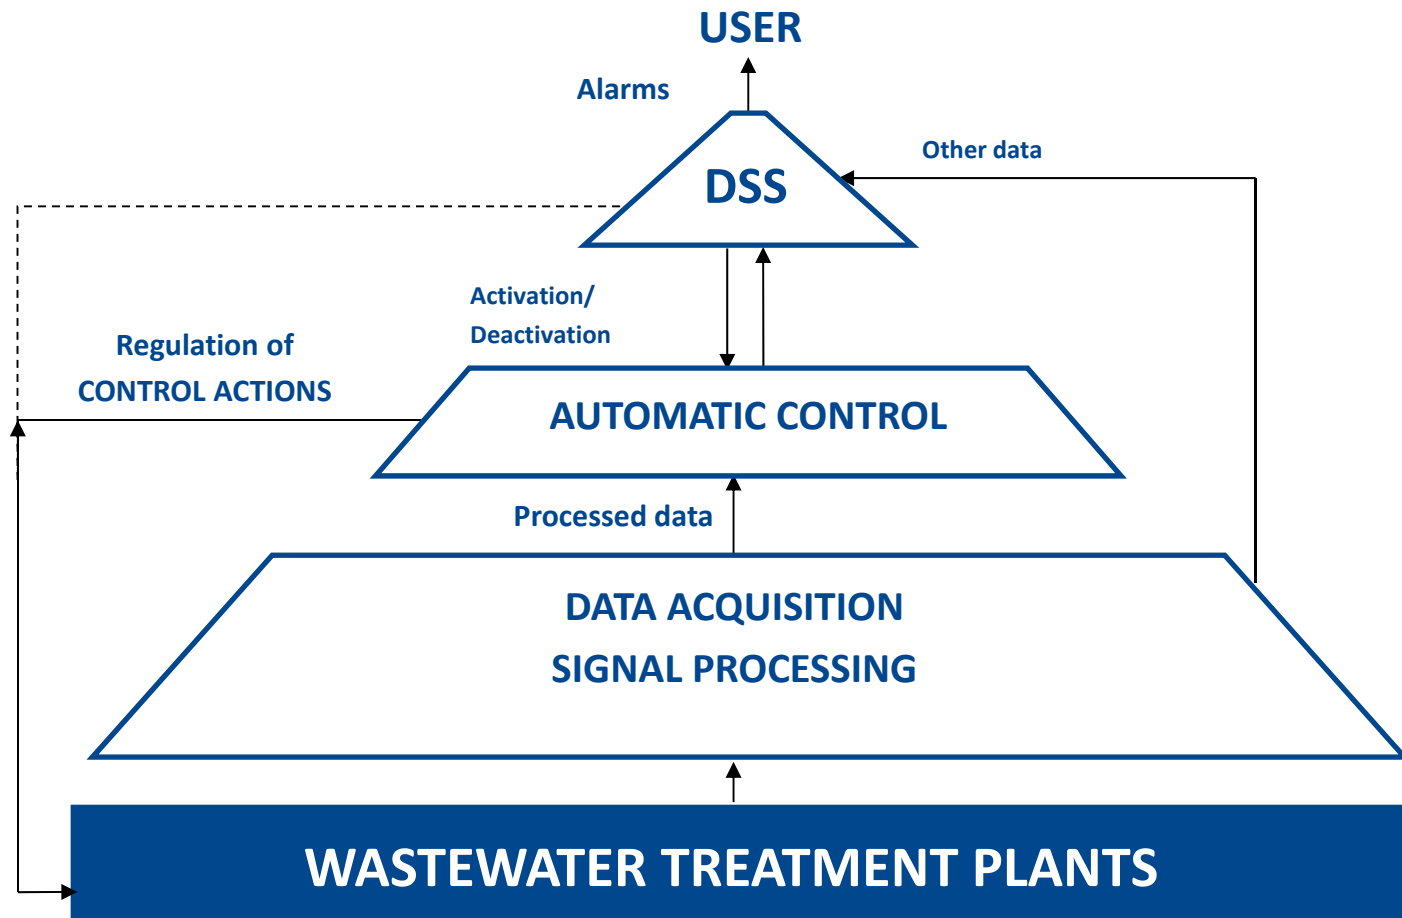 USER
Alarms
Other data
DSS
Activation/
Deactivation
Regulation of
CONTROL ACTIONS
AUTOMATIC CONTROL
Processed data
DATA ACQUISITION
SIGNAL PROCESSING
WASTEWATER TREATMENT PLANTS